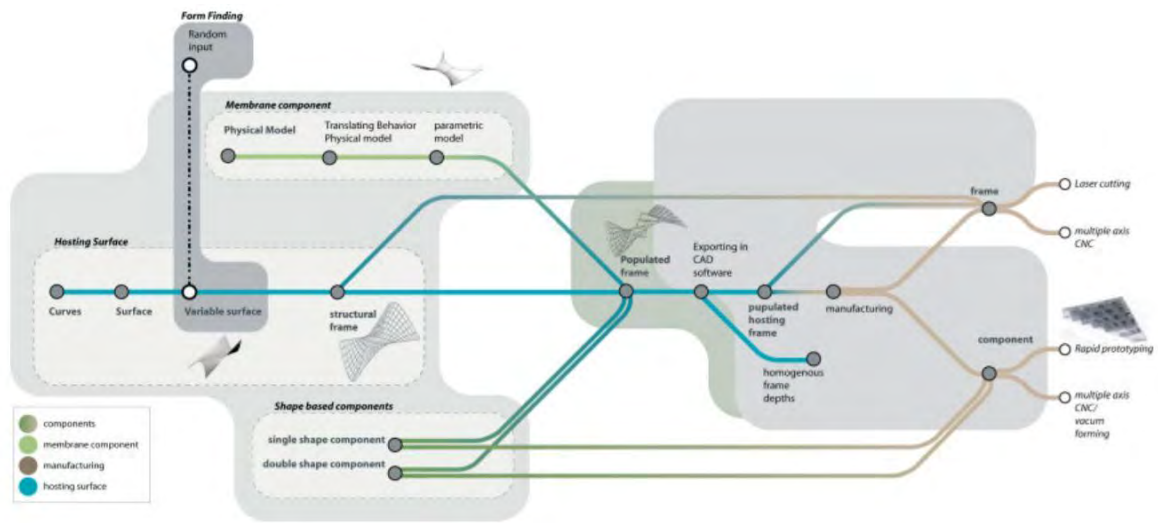 Form Finding
Random
input
Membrane component
Physical Model
Translating Behavior
Physical model
parametric
model
frame
Laser cutting
multiple axis
CNC
Hosting Surface
Curves
Surface
Variable surface
structural
frame
Populated
frame
Exporting in
CAD
software
pupulated
hosting
frame
manufacturing
homogenous
frame
depths
component
Rapid prototyping
multiple axis
CNC/
vacum
forming
Shape based components
single shape component
double shape component
components
membrane component
manufacturing
hosting surface